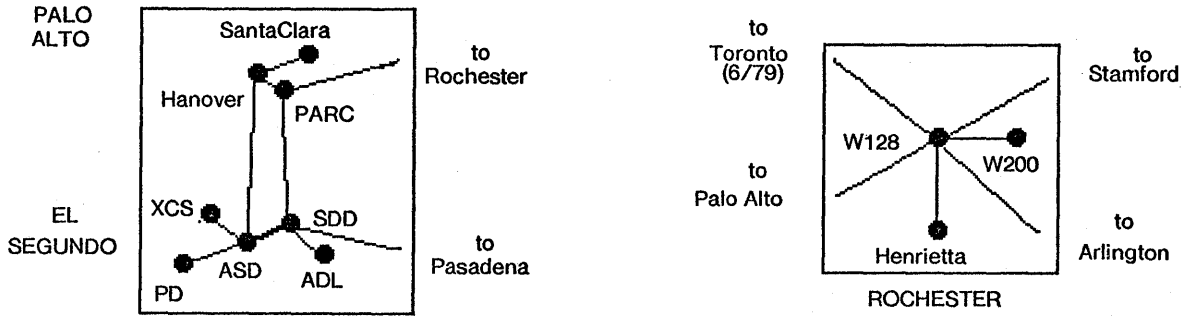 PALO
ALTO
SantaClara
to
Rochester
Hanover
PARC
EL
SEGUNDO
XCS
SDD
to
Pasadena
ASD
ADL
PD
to
Toronto
(6/79)
to
Stamford
W128
W200
to
Palo Alto
Henrietta
to
Arlington
ROCHESTER